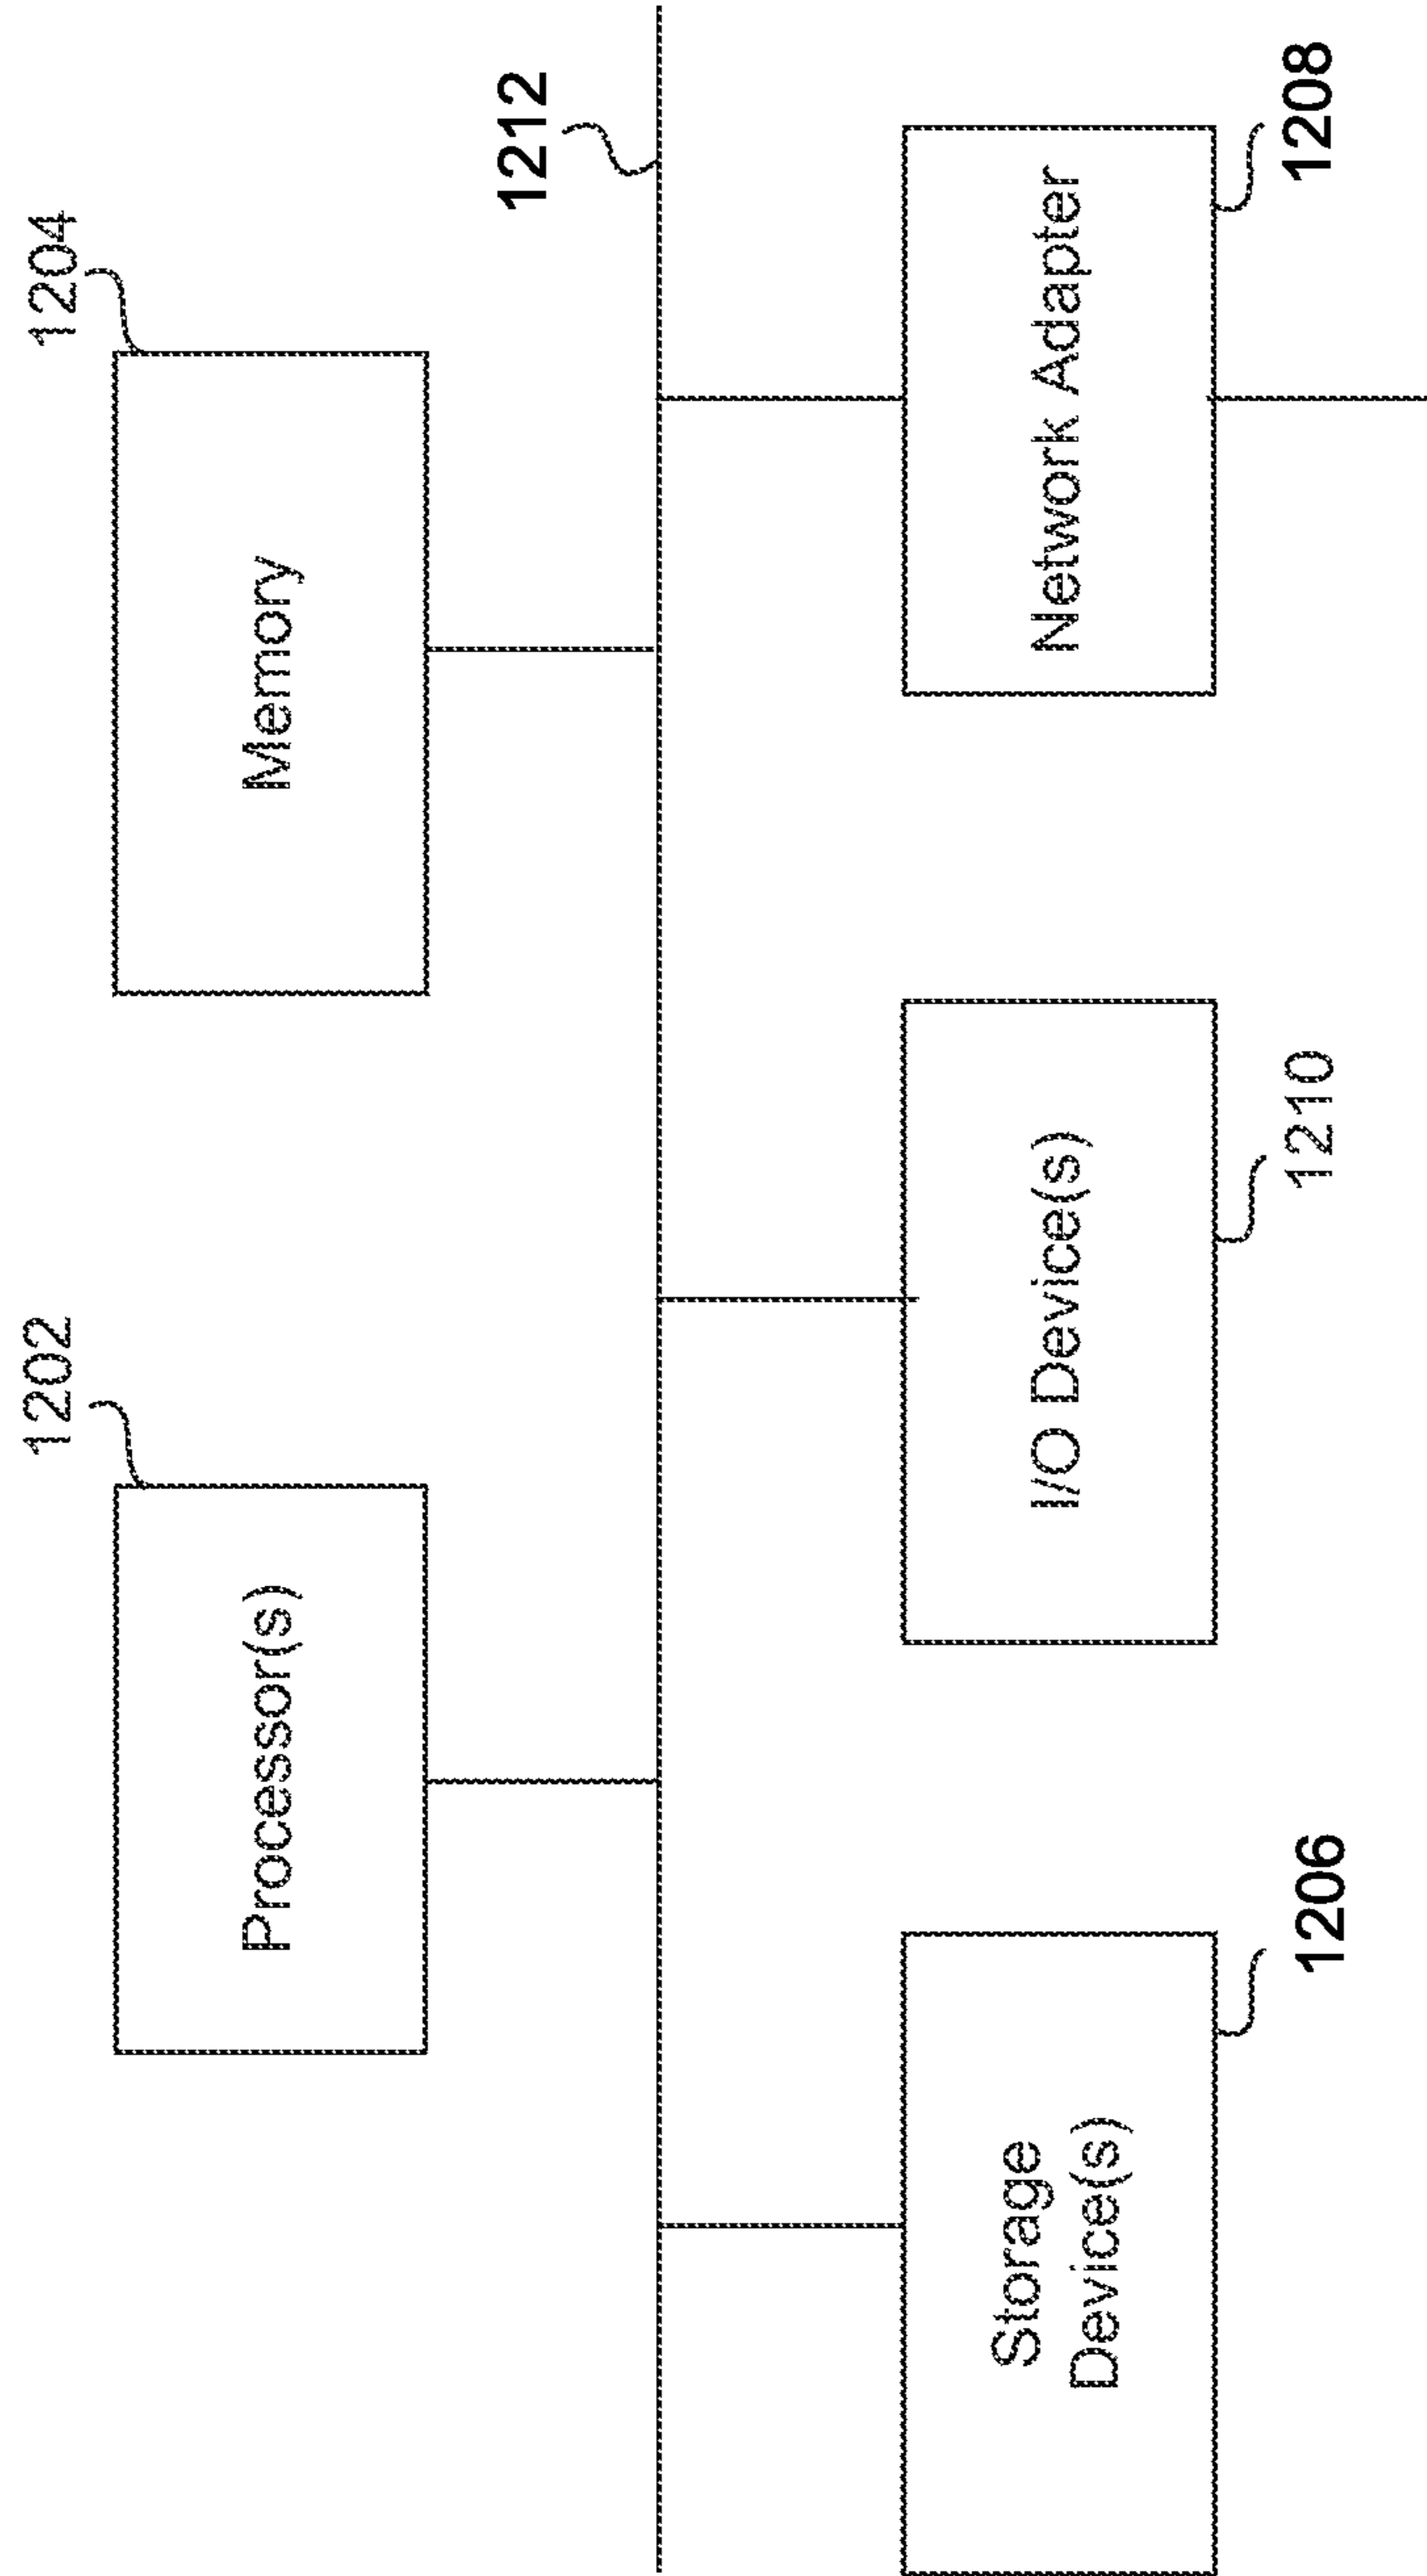 1202
1204
Processor(s)
Memory
1212
Storage
Device(s)
I/O Device(s)
Network Adapter
1206
1210
1208